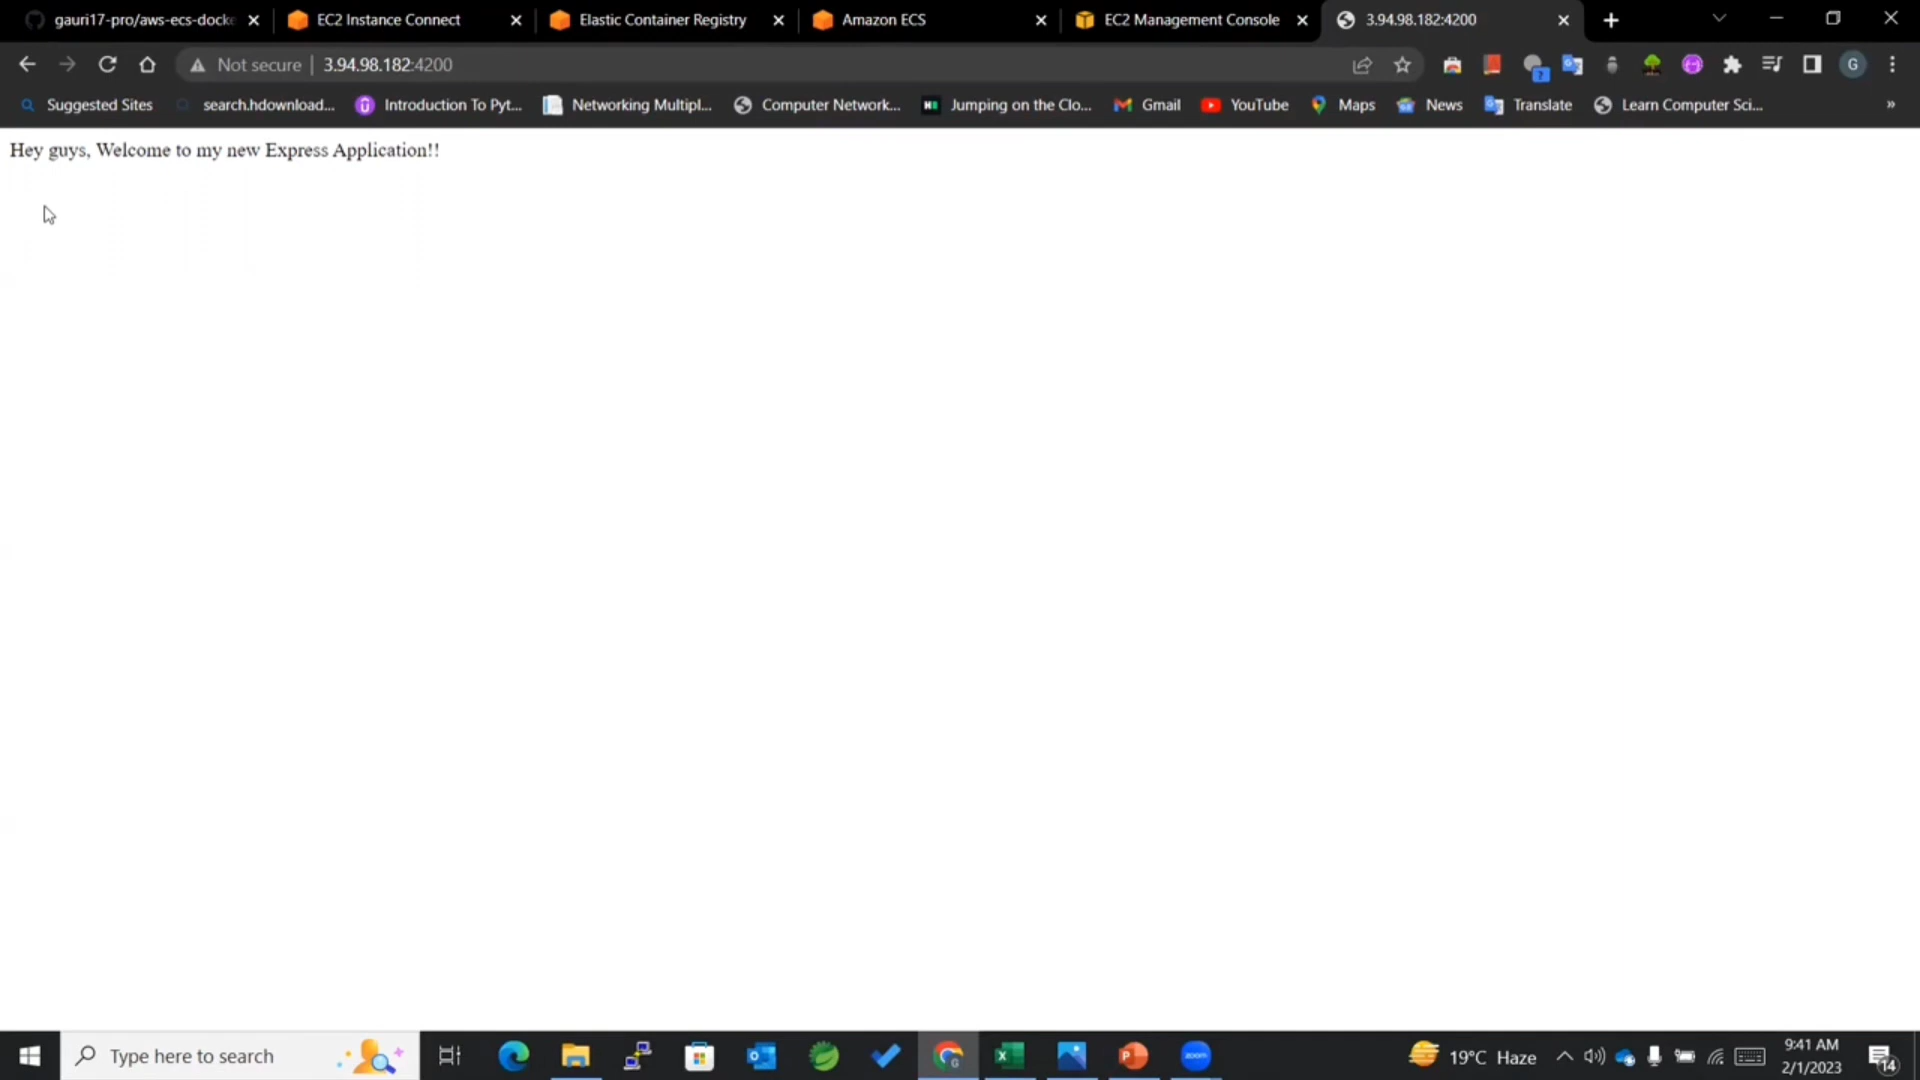 gauri17-pro/aws-ecs-docke
EC2 Instance Connect
Elastic Container Registry
Amazon ECS
EC2 Management Console
3.94.98.182:4200
Not secure
3.94.98.182:4200
G
Suggested Sites
search.hdownload...
Introduction To Pyt...
Networking Multipl...
Computer Network...
Jumping on the Clo...
Gmail
YouTube
Maps
News
Translate
Learn Computer Sci...
»
Hey guys, Welcome to my new Express Application!!
Type here to search
zoom
19°C Haze
9:41 AM
2/1/2023
14